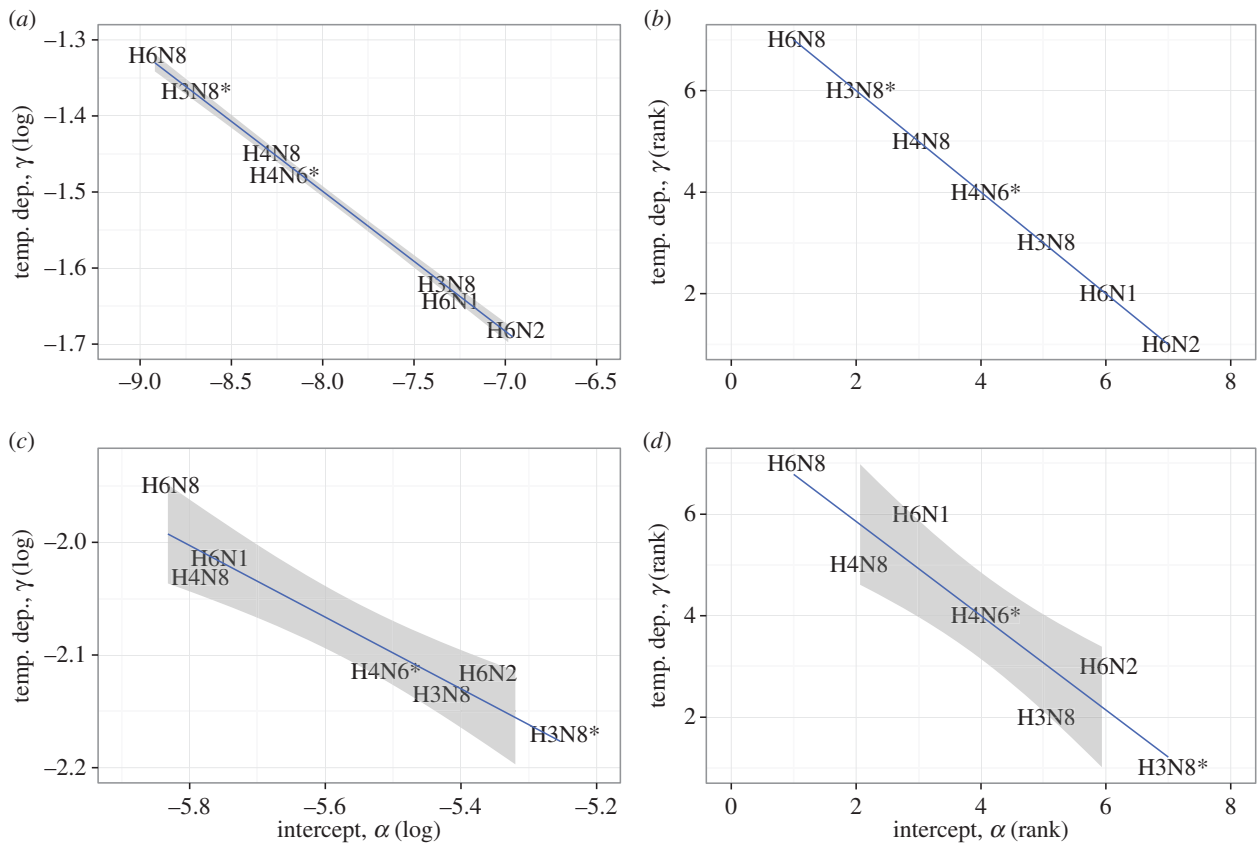 (a)
temp. dep., γ (log)
–1.3
–1.4
–1.5
–1.6
–1.7
H6N8
H3N8*
H4N8
H4N6*
H3N8
H6N1
H6N2
–9.0 –8.5 –8.0 –7.5 –7.0 –6.5
(b)
temp. dep., γ (rank)
6
4
2
H6N8
H3N8*
H4N8
H4N6*
H3N8
H6N1
H6N2
0 2 4 6 8
(c)
temp. dep., γ (log)
–2.0
–2.1
–2.2
H6N8
H6N1
H4N8
H4N6*
H6N2
H3N8
H3N8*
–5.8 –5.6 –5.4 –5.2
intercept, α (log)
(d)
temp. dep., γ (rank)
6
4
2
H6N8
H6N1
H4N8
H4N6*
H6N2
H3N8
H3N8*
0 2 4 6 8
intercept, α (rank)